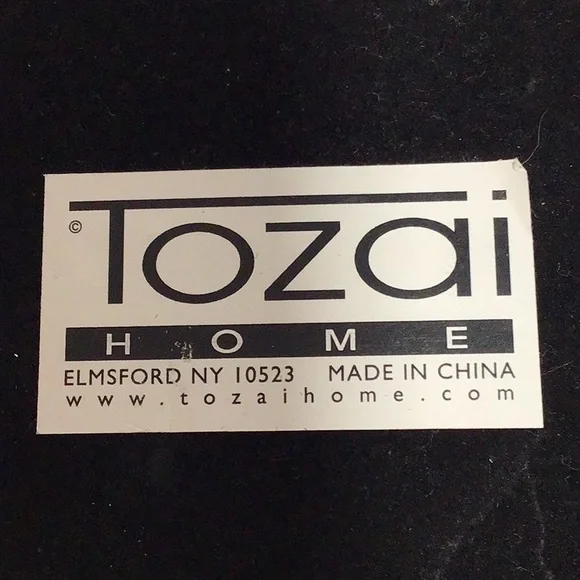 © Tozai
HOME
ELMSFORD NY 10523 MADE IN CHINA
www.tozaihome.com